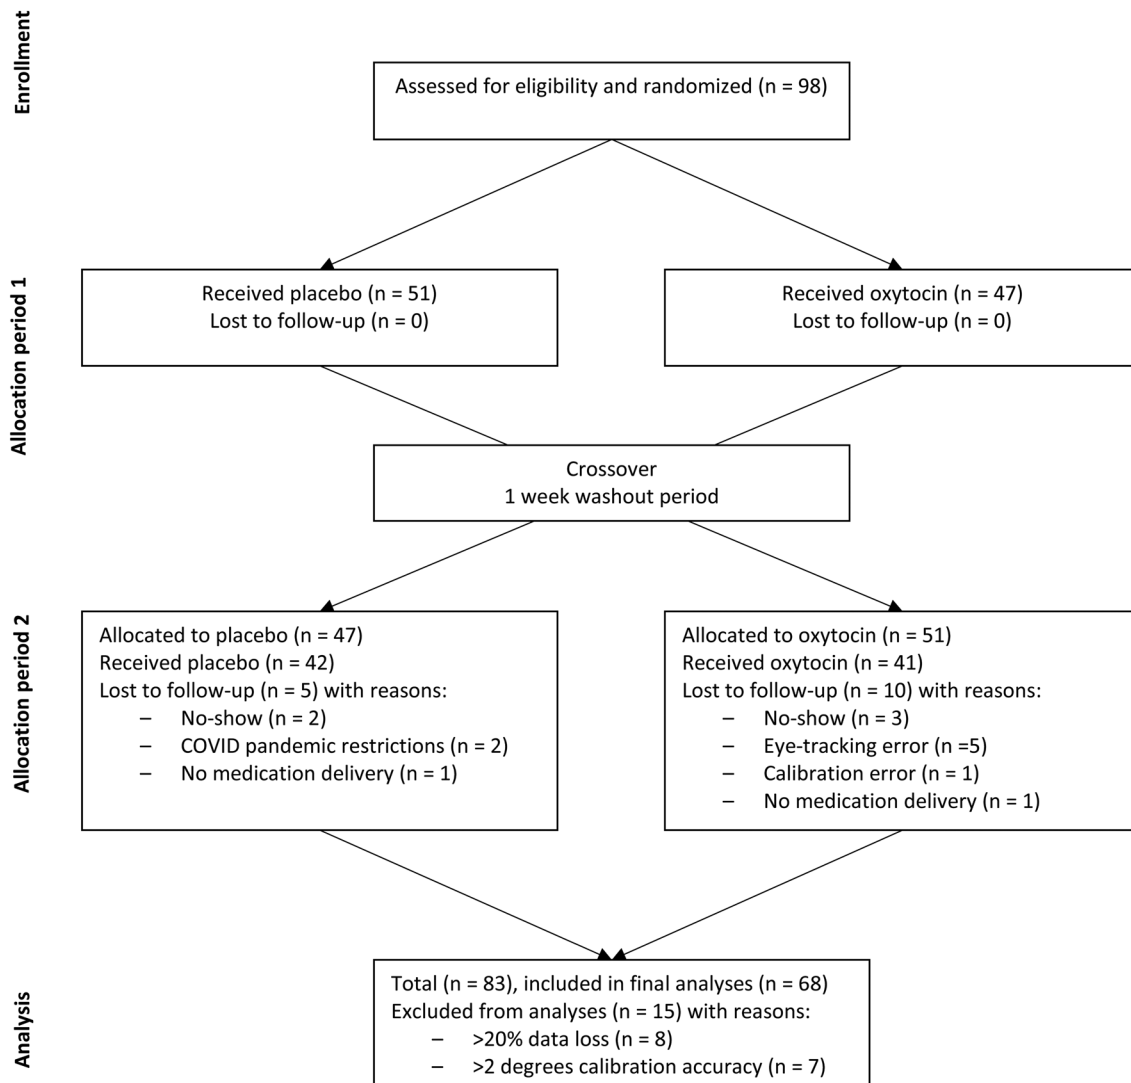 Enrollment
Assessed for eligibility and randomized (n = 98)
Allocation period 1
Received placebo (n = 51)
Lost to follow-up (n = 0)
Received oxytocin (n = 47)
Lost to follow-up (n = 0)
Crossover
1 week washout period
Allocation period 2
Allocated to placebo (n = 47)
Received placebo (n = 42)
Lost to follow-up (n = 5) with reasons:
– No-show (n = 2)
– COVID pandemic restrictions (n = 2)
– No medication delivery (n = 1)
Allocated to oxytocin (n = 51)
Received oxytocin (n = 41)
Lost to follow-up (n = 10) with reasons:
– No-show (n = 3)
– Eye-tracking error (n =5)
– Calibration error (n = 1)
– No medication delivery (n = 1)
Analysis
Total (n = 83), included in final analyses (n = 68)
Excluded from analyses (n = 15) with reasons:
– >20% data loss (n = 8)
– >2 degrees calibration accuracy (n = 7)